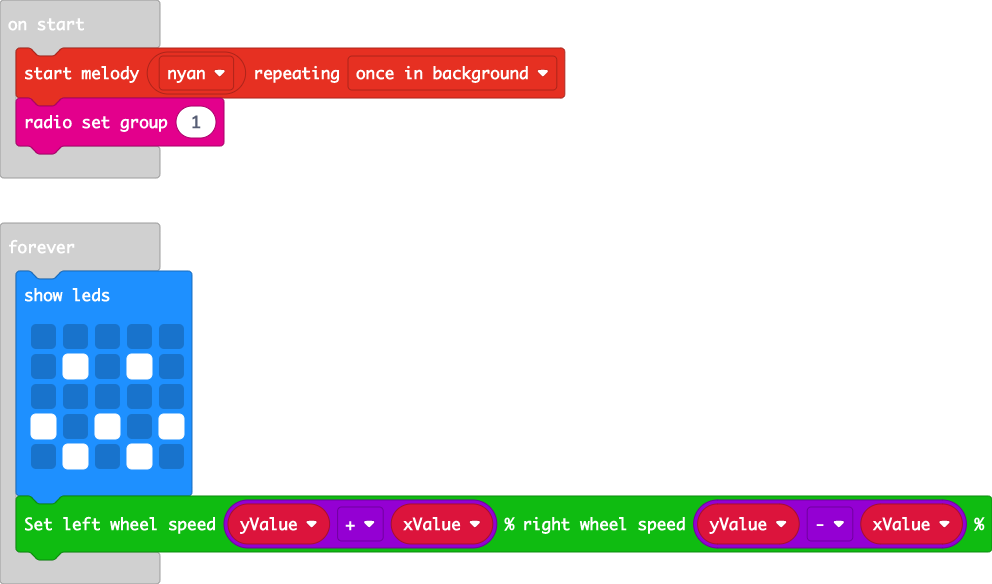 on start
start melody nyan repeating once in background
radio set group 1
forever
show leds
Set left wheel speed yValue + xValue % right wheel speed yValue - xValue %